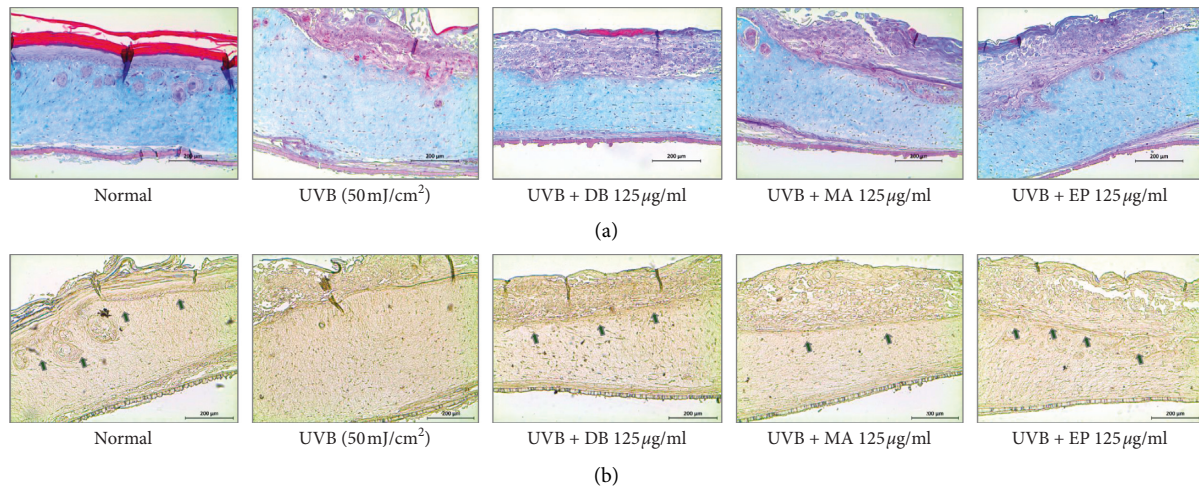 200 µm
200 µm
200 µm
200 µm
200 µm
Normal
UVB (50 mJ/cm²)
UVB + DB 125 µg/ml
UVB + MA 125 µg/ml
UVB + EP 125 µg/ml
(a)
200 µm
200 µm
200 µm
200 µm
Normal
UVB (50 mJ/cm²)
UVB + DB 125 µg/ml
UVB + MA 125 µg/ml
UVB + EP 125 µg/ml
(b)